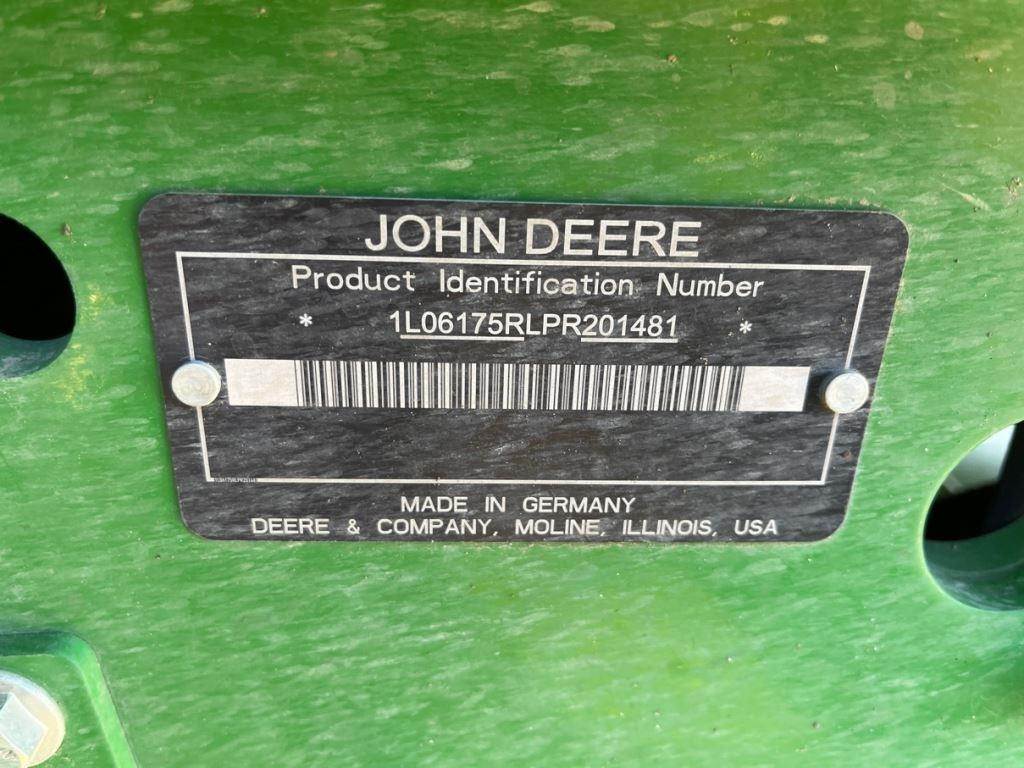 JOHN DEERE
Product Identification Number
* 1L06175RLPR201481 *
MADE IN GERMANY
DEERE & COMPANY, MOLINE, ILLINOIS, USA